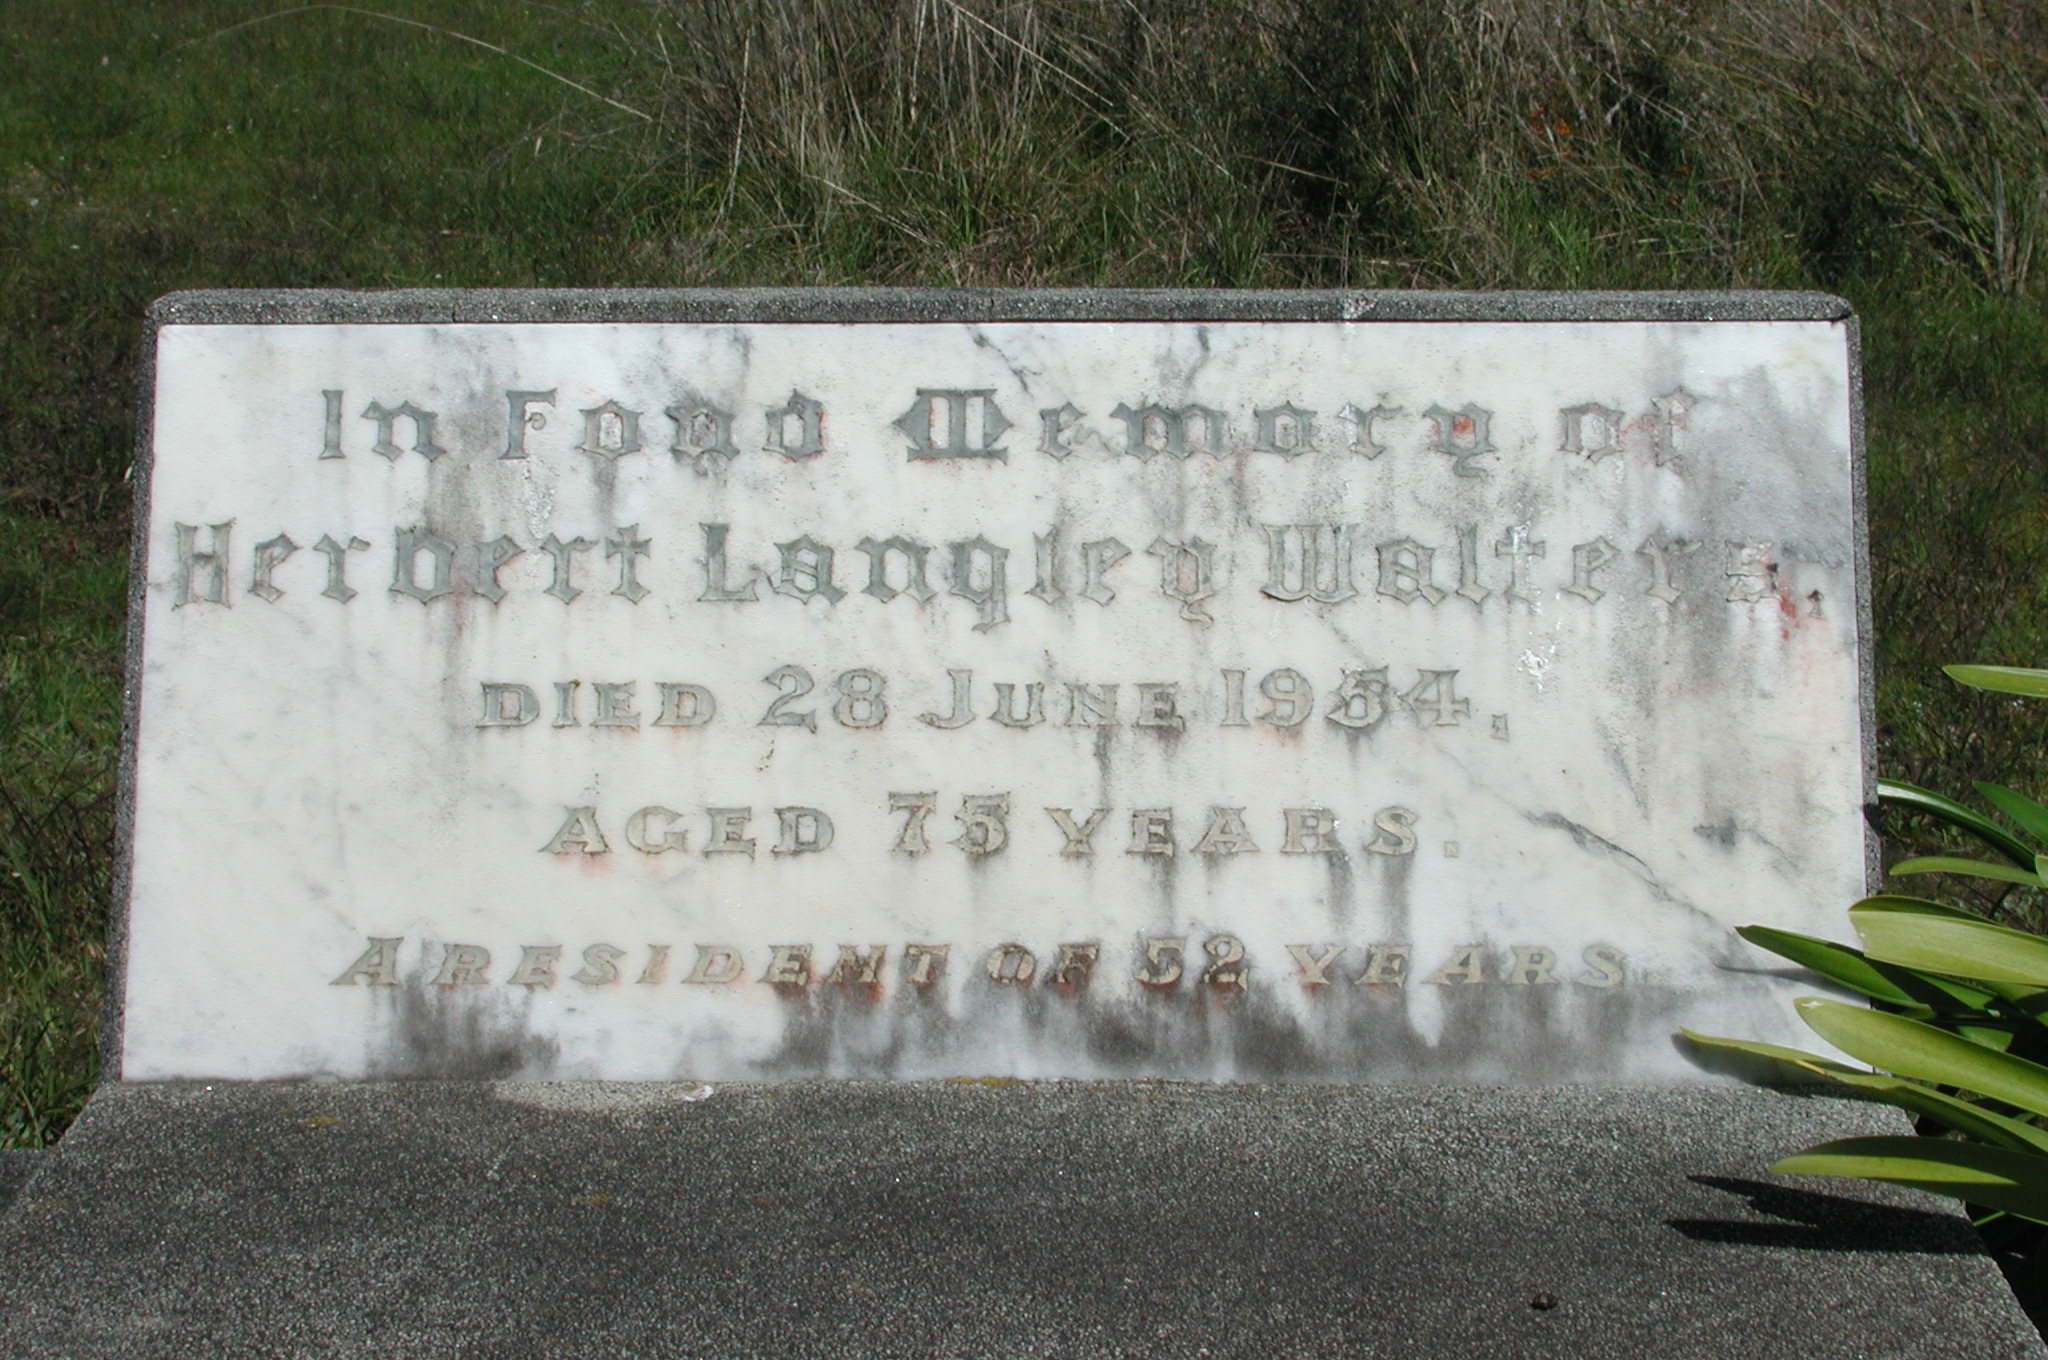 In Fond Memory of
Herbert Langley Walters,
DIED 28 JUNE 1954,
AGED 75 YEARS.
A RESIDENT OF 52 YEARS.